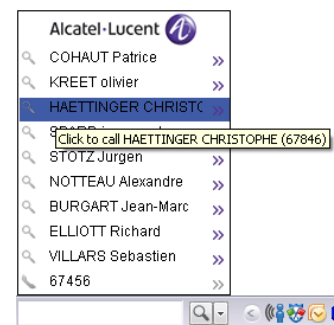 Alcatel·Lucent
COHAUT Patrice
KREET olivier
HAETTINGER CHRISTC
Click to call HAETTINGER CHRISTOPHE (67846)
STOTZ Jurgen
NOTTEAU Alexandre
BURGART Jean-Marc
ELLIOTT Richard
VILLARS Sebastien
67456